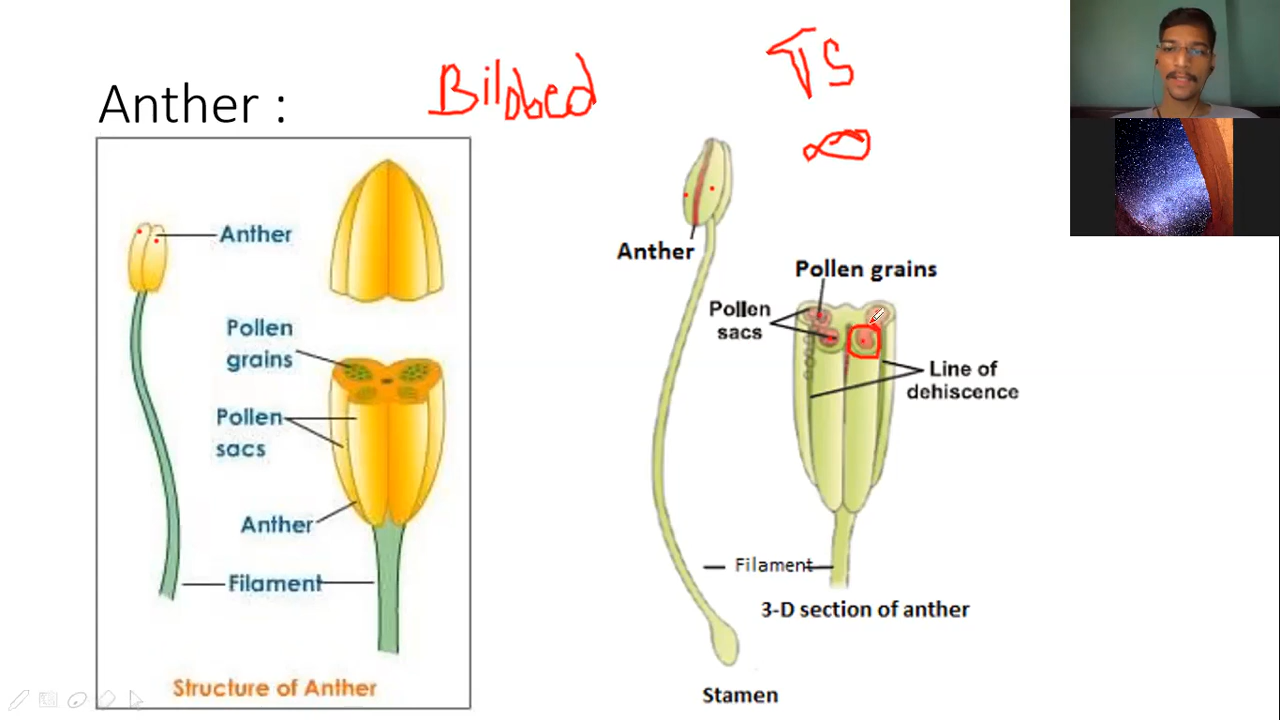 Anther :
Bilobed
TS
Anther
Pollen
grains
Pollen
sacs
Anther
Filament
Structure of Anther
Anther
Pollen grains
Pollen
sacs
Line of
dehiscence
Filament
3-D section of anther
Stamen